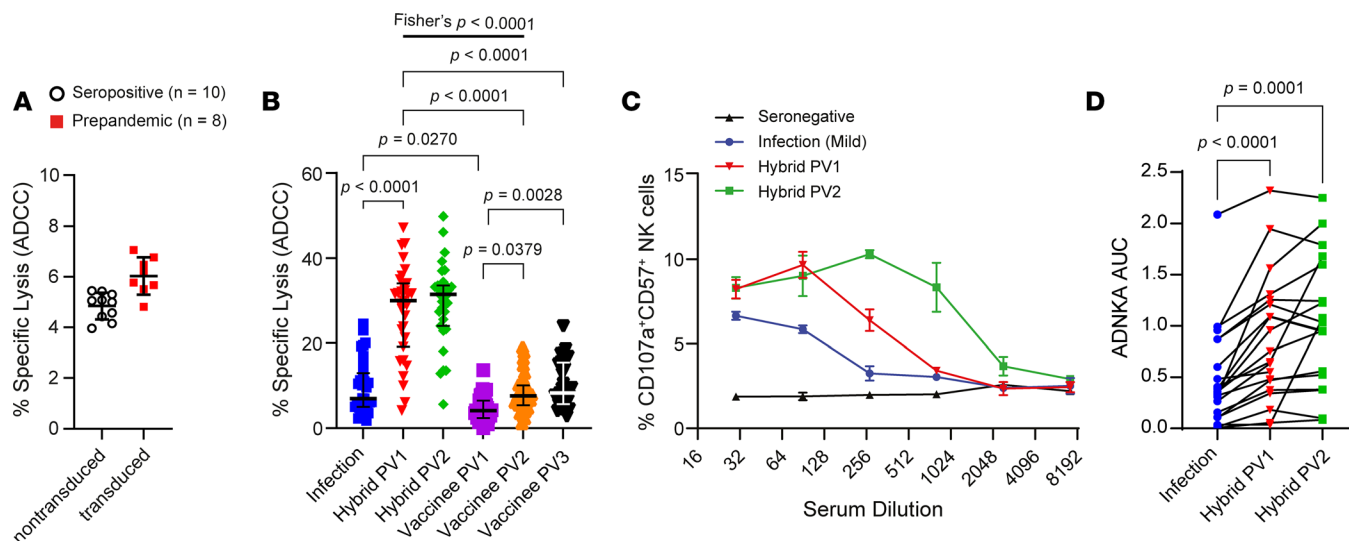 A
Seropositive (n = 10)
Prepandemic (n = 8)
% Specific Lysis (ADCC)
10
8
6
4
2
0
nontransduced
transduced
B
Fisher's p < 0.0001
p < 0.0001
p < 0.0001
p = 0.0270
p < 0.0001
p = 0.0028
p = 0.0379
% Specific Lysis (ADCC)
60
40
20
0
Infection
Hybrid PV1
Hybrid PV2
Vaccinee PV1
Vaccinee PV2
Vaccinee PV3
C
Seronegative
Infection (Mild)
Hybrid PV1
Hybrid PV2
% CD107a⁺CD57⁺ NK cells
15
10
5
0
16
32
64
128
256
512
1024
2048
4096
8192
Serum Dilution
D
p = 0.0001
p < 0.0001
ADNKA AUC
2.5
2.0
1.5
1.0
0.5
0.0
Infection
Hybrid PV1
Hybrid PV2